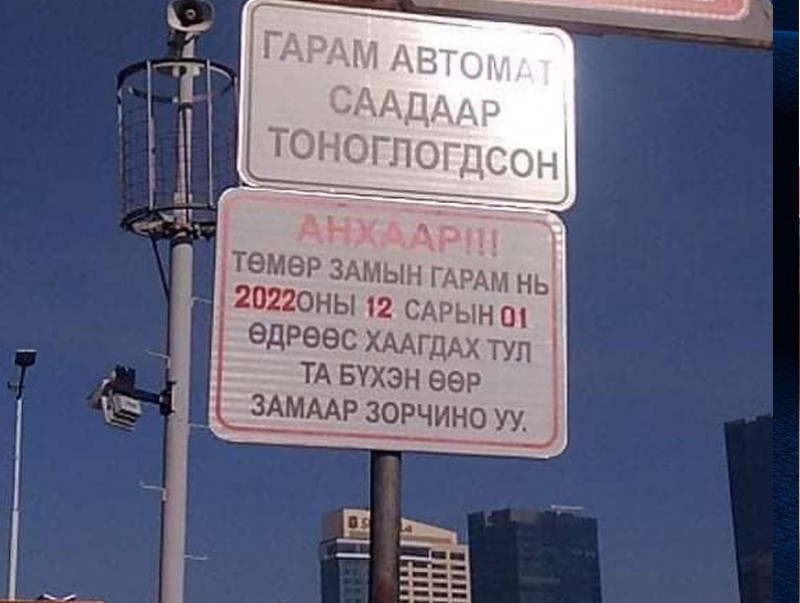 ГАРАМ АВТОМАТ
СААДААР
ТОНОГЛОГДСОН
АНХААР!!!
ТӨМӨР ЗАМЫН ГАРАМ НЬ
2022ОНЫ 12 САРЫН 01
ӨДРӨӨС ХААГДАХ ТУЛ
ТА БҮХЭН ӨӨР
ЗАМААР ЗОРЧИНО УУ.